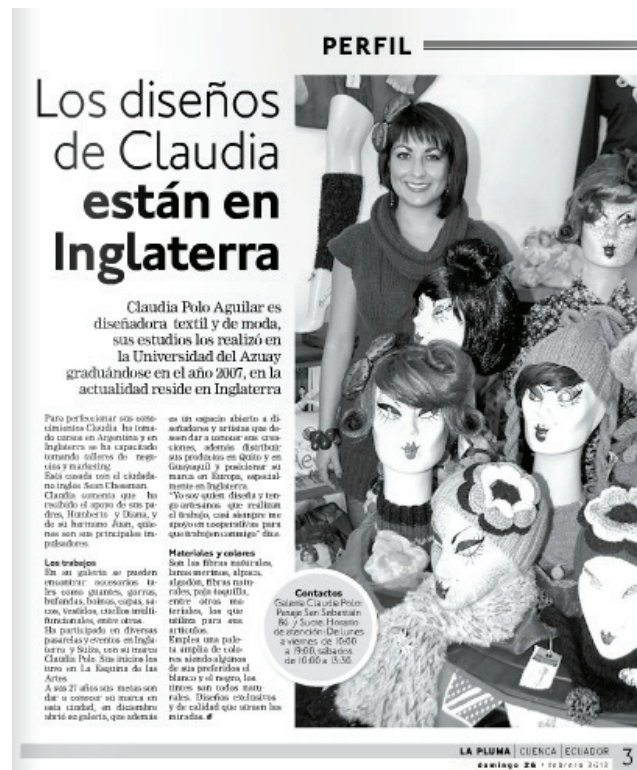 PERFIL
Los diseños
de Claudia
están en
Inglaterra
Claudia Polo Aguilar es
diseñadora textil y de moda,
sus estudios los realizó en
la Universidad del Azuay
graduándose en el año 2007, en la
actualidad reside en Inglaterra
Para perfeccionar sus cono-
cimientos Claudia ha toma-
do cursos en Argentina y en
Inglaterra se ha capacitado
tomando talleres de nego-
cios y marketing.
Está casada con el ciudada-
no inglés Sean
Claudia comenta que ha
recibido el apoyo de sus pa-
dres, Humberto y Diana, y
de su hermano Juan, quie-
nes son sus principales im-
pulsadores.
Los trabajos
En su galería se pueden
encontrar accesorios ta-
les como guantes, gorras,
bufandas, boinas, capas, sa-
cos, vestidos, cuellos multi-
funcionales, entre otros.
Ha participado en diversas
pasarelas y eventos en Ingla-
terra y Suiza, con su marca
Claudia Polo. Sus inicios los
tuvo en La Esquina de las
Artes.
A sus 27 años sus metas son
dar a conocer su marca en
esta ciudad, en diciembre
abrió su galería, que además
es un espacio abierto a di-
señadores y artistas que de-
seen dar a conocer sus crea-
ciones, además distribuir
sus productos en Quito y en
Guayaquil y posicionar su
marca en Europa, especial-
mente en Inglaterra.
"Yo soy quien diseña y ten-
go artesanos que realizan
el trabajo, casi siempre me
apoyo en cooperativas para
que trabajen conmigo" dice.
Materiales y colores
Son las fibras naturales,
lanas merinos, alpaca,
algodón, fibras natu-
rales, paja toquilla,
entre otros ma-
teriales, los que
utiliza para sus
artículos.
Emplea una pale-
ta amplia de colo-
res siendo algunos
de sus preferidos el
blanco y el negro, los
tintes son todos natu-
rales. Diseños exclusivos
y de calidad que atraen las
miradas.
Contactos
Galería Claudia Polo:
Pasaje San Sebastián
86 y Sucre. Horario
de atención: De lunes
a viernes de 10:00
a 19:00, sábados
de 10:00 a 13:30.
LA PLUMA | CUENCA | ECUADOR
domingo 26 • febrero 2012
3